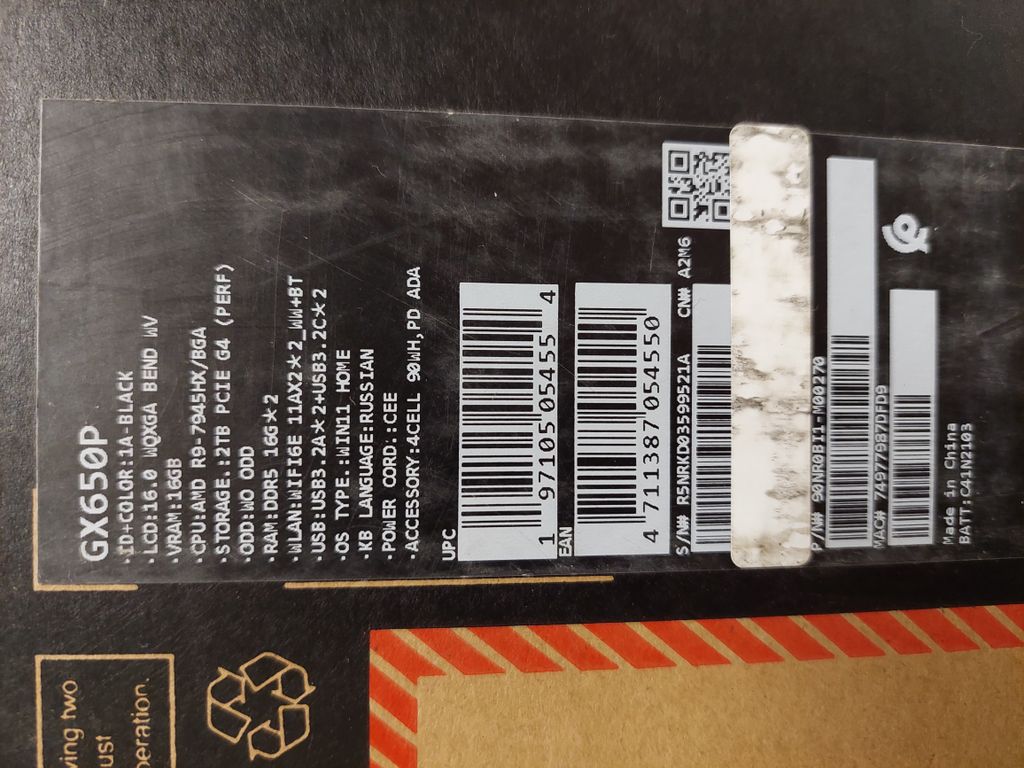 GX650P
·ID+COLOR:1A-BLACK
·LCD:16.0 WQXGA BEND WV
·VRAM:16GB
·CPU:AMD R9-7945HX/BGA
·STORAGE.:2TB PCIE G4 (PERF)
·ODD:WO ODD
·RAM:DDR5 16G*2
·WLAN:WIFI6E 11AX2*2_WW+BT
·USB:USB3.2A*2+USB3.2C*2
·OS TYPE.:WIN11 HOME
·KB LANGUAGE:RUSSIAN
·POWER CORD.:CEE
·ACCESSORY:4CELL 90WH,PD ADA
UPC
1 97105 05455 4
EAN
4 711387 054550
S/N# R5NRKD03599521A CN# A2M6
P/N# 90NR0BI1-M00270
MAC# 74977987DFD9
Made in China
BATT:C41N2103
ving two
ust
peration.